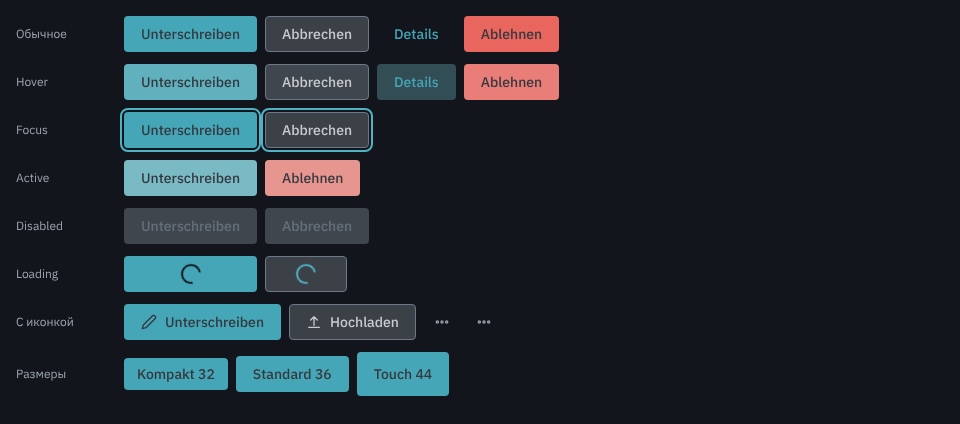 Обычное Unterschreiben Abbrechen Details Ablehnen
Hover Unterschreiben Abbrechen Details Ablehnen
Focus Unterschreiben Abbrechen
Active Unterschreiben Ablehnen
Disabled Unterschreiben Abbrechen
Loading
С иконкой Unterschreiben Hochladen
Размеры Kompakt 32 Standard 36 Touch 44